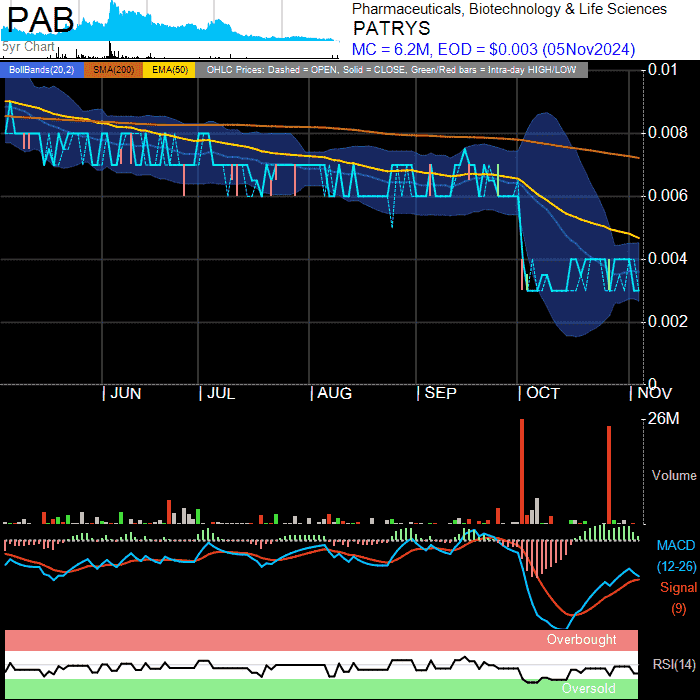 PAB
5yr Chart
Pharmaceuticals, Biotechnology & Life Sciences
PATRYS
MC = 6.2M, EOD = $0.003 (05Nov2024)
BollBands(20,2) SMA(200) EMA(50) OHLC Prices: Dashed = OPEN, Solid = CLOSE, Green/Red bars = Intra-day HIGH/LOW
0.01
0.008
0.006
0.004
0.002
0
| JUN | JUL | AUG | SEP | OCT | NOV
26M
Volume
MACD
(12-26)
Signal
(9)
Overbought
RSI(14)
Oversold